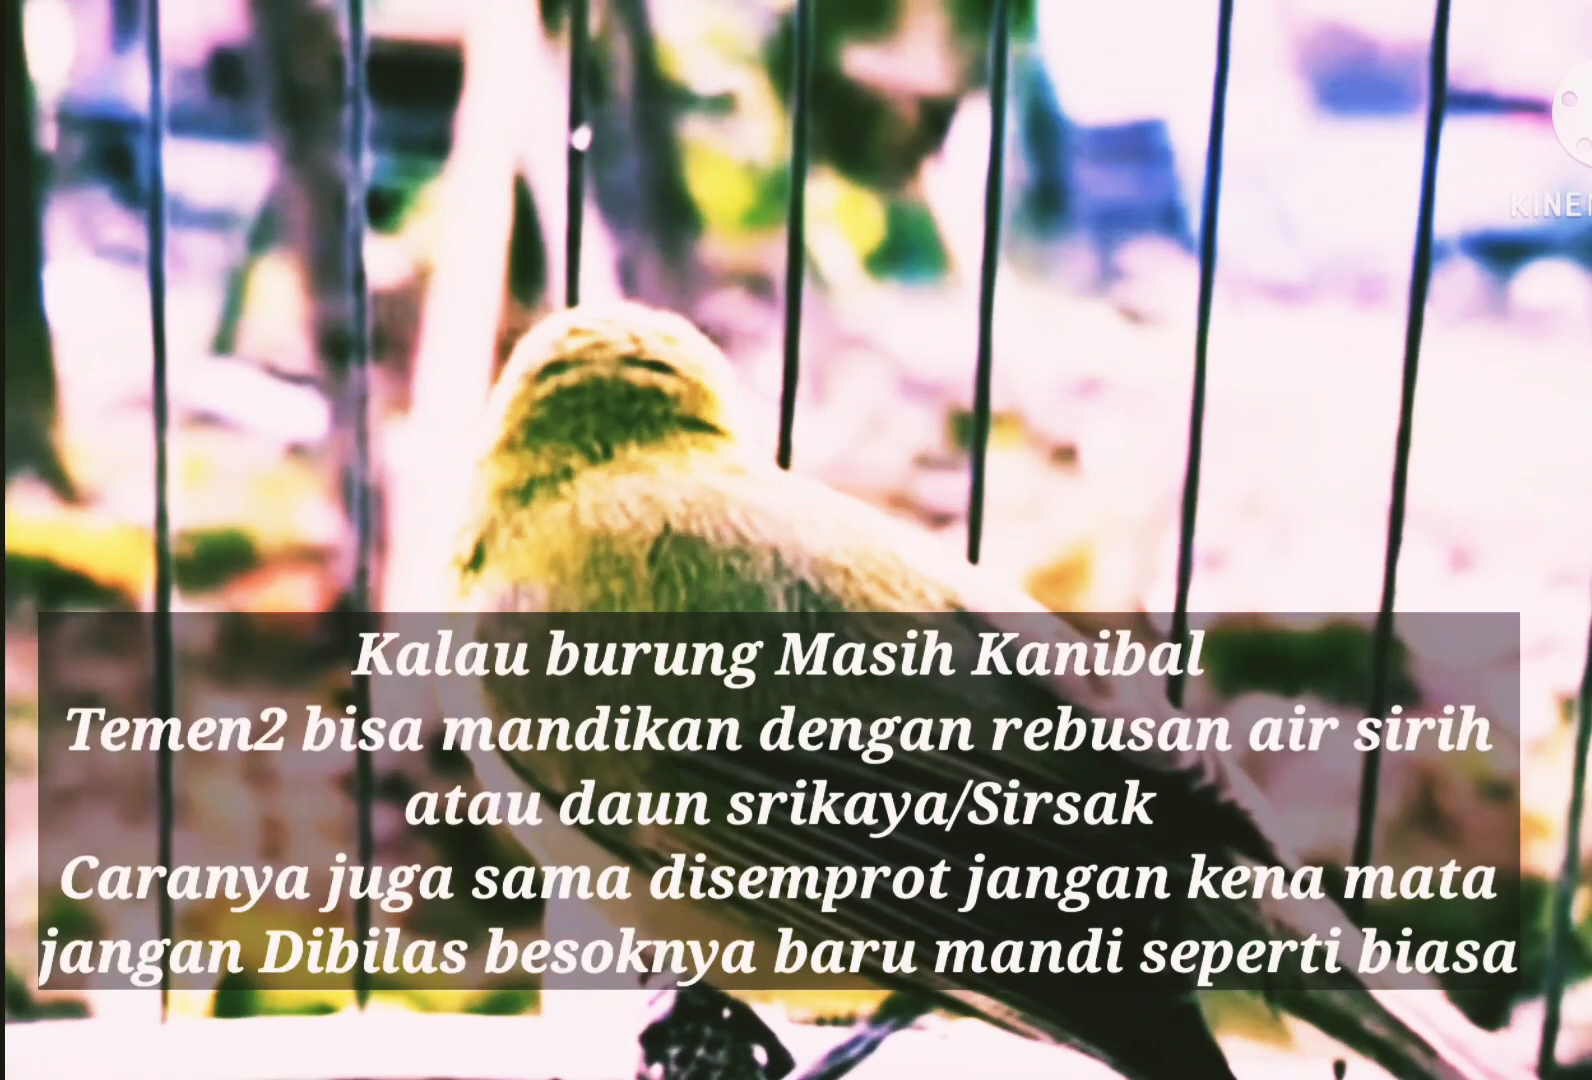 KINE
Kalau burung Masih Kanibal
Temen2 bisa mandikan dengan rebusan air sirih
atau daun srikaya/Sirsak
Caranya juga sama disemprot jangan kena mata
jangan Dibilas besoknya baru mandi seperti biasa